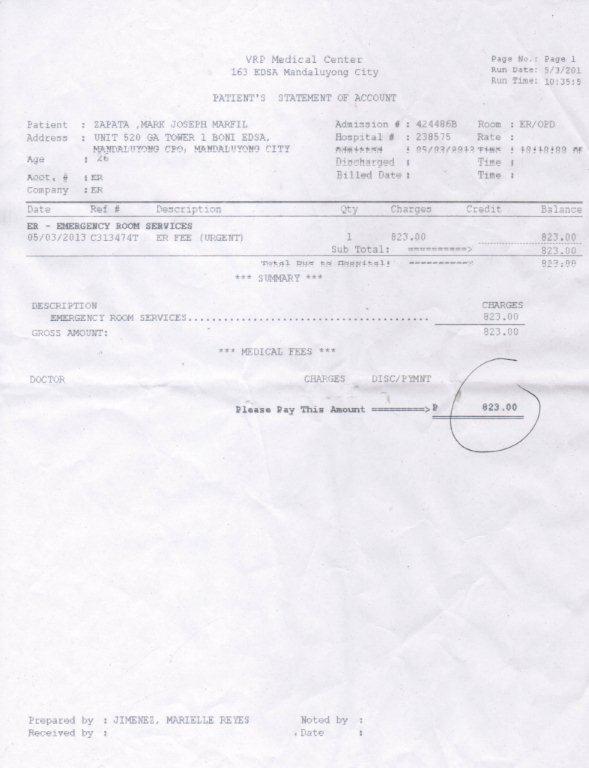 VRP Medical Center Page No.: Page 1
163 EDSA Mandaluyong City Run Date: 5/3/201
Run Time: 10:35:5
PATIENT'S STATEMENT OF ACCOUNT
Patient : ZAPATA ,MARK JOSEPH MARFIL Admission # : 424486B Room : ER/OPD
Address : UNIT 520 GA TOWER 1 BONI EDSA, Hospital # : 238575 Rate :
MANDALUYONG CPO, MANDALUYONG CITY Admitted : 05/03/2013 Time :
Age : 26 Discharged : Time :
Acct. # : ER Billed Date : Time :
Company : ER
Date Ref # Description Qty Charges Credit Balance
ER - EMERGENCY ROOM SERVICES
05/03/2013 C313474T ER FEE (URGENT) 1 823.00 823.00
Sub Total: ==========> 823.00
Total Due to Hospital: ==========> 823.00
*** SUMMARY ***
DESCRIPTION CHARGES
EMERGENCY ROOM SERVICES....................................... 823.00
GROSS AMOUNT: 823.00
*** MEDICAL FEES ***
DOCTOR CHARGES DISC/PYMNT
Please Pay This Amount =========> P 823.00
Prepared by : JIMENEZ, MARIELLE REYES Noted by :
Received by : Date :